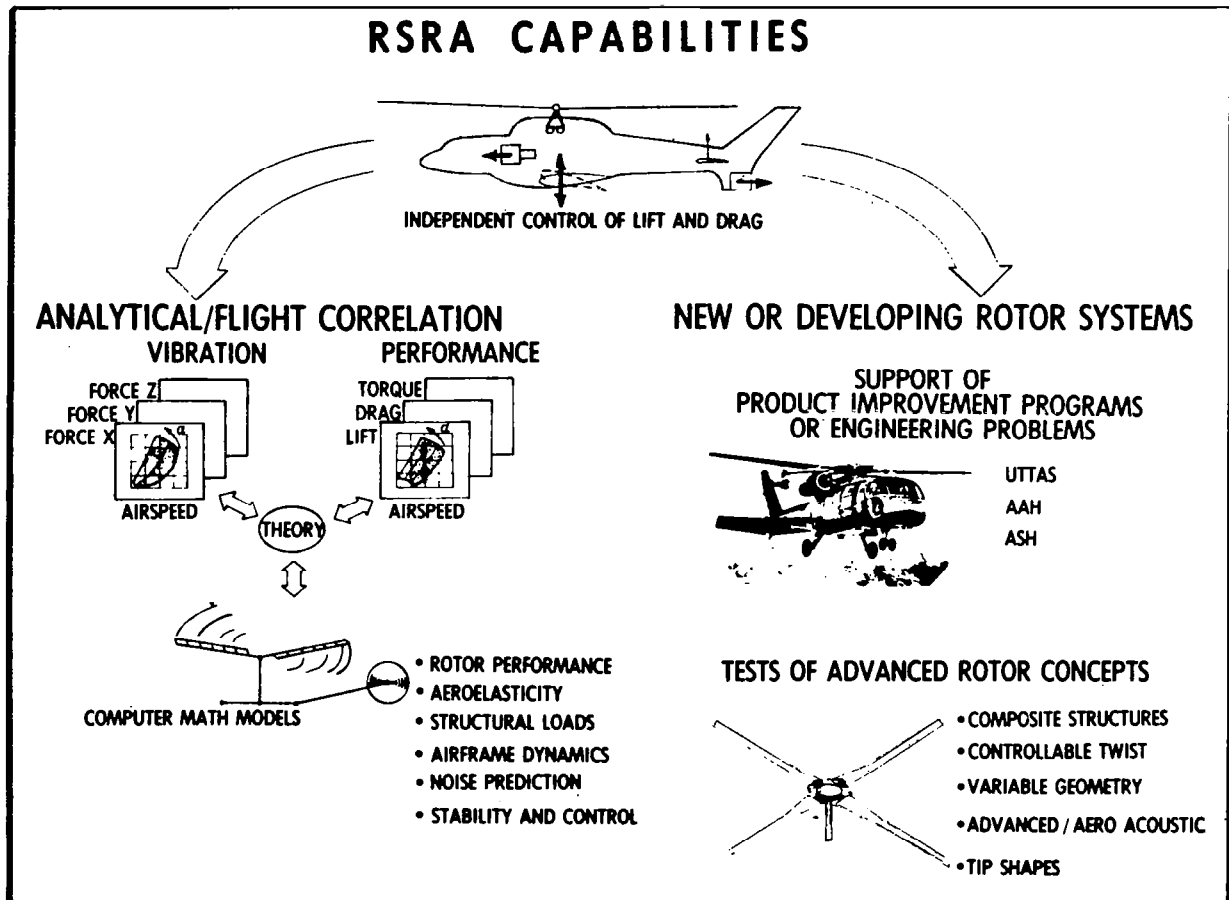 RSRA CAPABILITIES
INDEPENDENT CONTROL OF LIFT AND DRAG
ANALYTICAL/FLIGHT CORRELATION
VIBRATION
PERFORMANCE
FORCE Z
FORCE Y
FORCE X
α
AIRSPEED
TORQUE
DRAG
LIFT
α
AIRSPEED
THEORY
COMPUTER MATH MODELS
• ROTOR PERFORMANCE
• AEROELASTICITY
• STRUCTURAL LOADS
• AIRFRAME DYNAMICS
• NOISE PREDICTION
• STABILITY AND CONTROL
NEW OR DEVELOPING ROTOR SYSTEMS
SUPPORT OF
PRODUCT IMPROVEMENT PROGRAMS
OR ENGINEERING PROBLEMS
UTTAS
AAH
ASH
TESTS OF ADVANCED ROTOR CONCEPTS
• COMPOSITE STRUCTURES
• CONTROLLABLE TWIST
• VARIABLE GEOMETRY
• ADVANCED / AERO ACOUSTIC
• TIP SHAPES